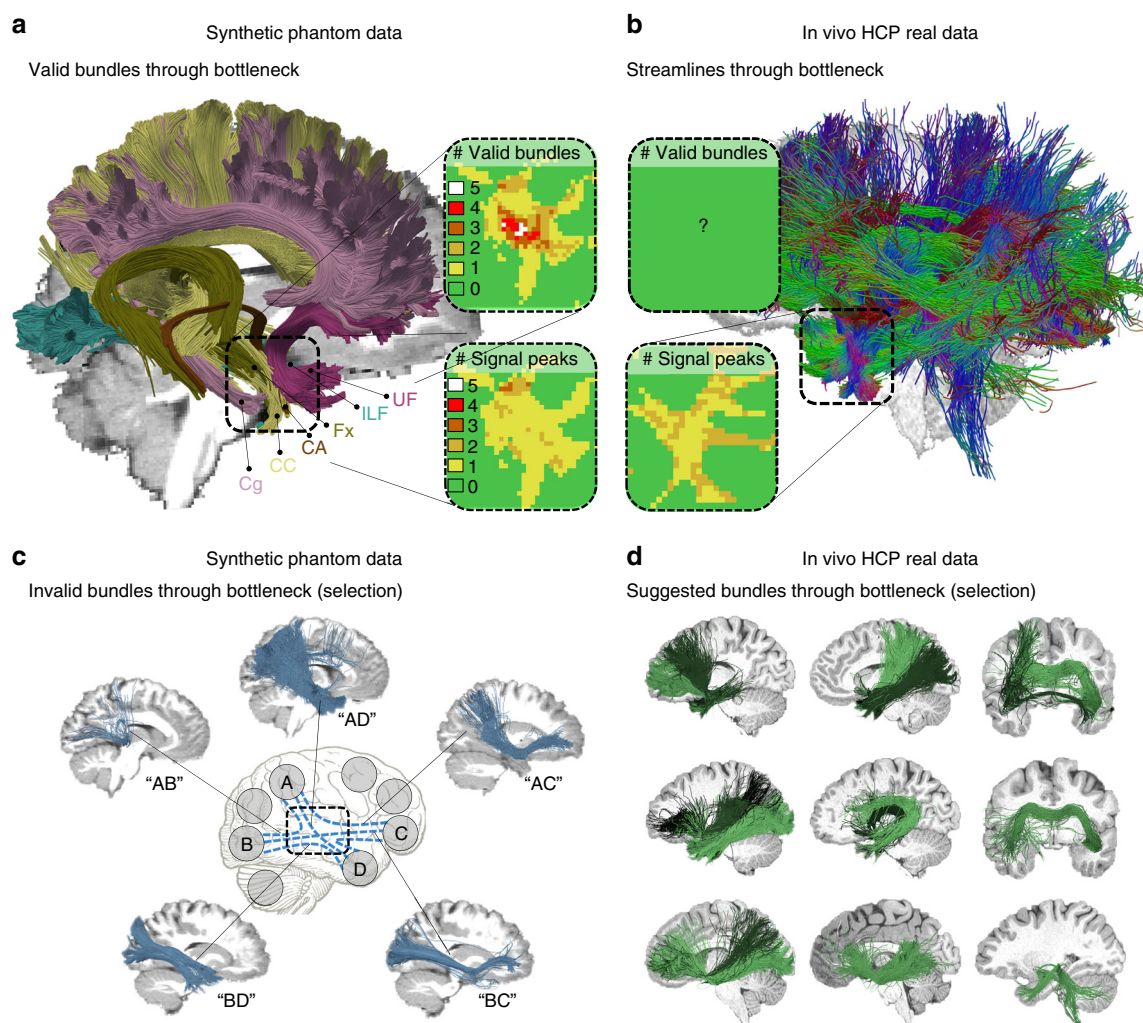 a
Synthetic phantom data
Valid bundles through bottleneck
# Valid bundles
5
4
3
2
1
0
# Signal peaks
5
4
3
2
1
0
UF
ILF
Fx
CA
CC
Cg
b
In vivo HCP real data
Streamlines through bottleneck
# Valid bundles
?
# Signal peaks
c
Synthetic phantom data
Invalid bundles through bottleneck (selection)
“AD”
“AB”
“AC”
A
B
C
D
“BD”
“BC”
d
In vivo HCP real data
Suggested bundles through bottleneck (selection)